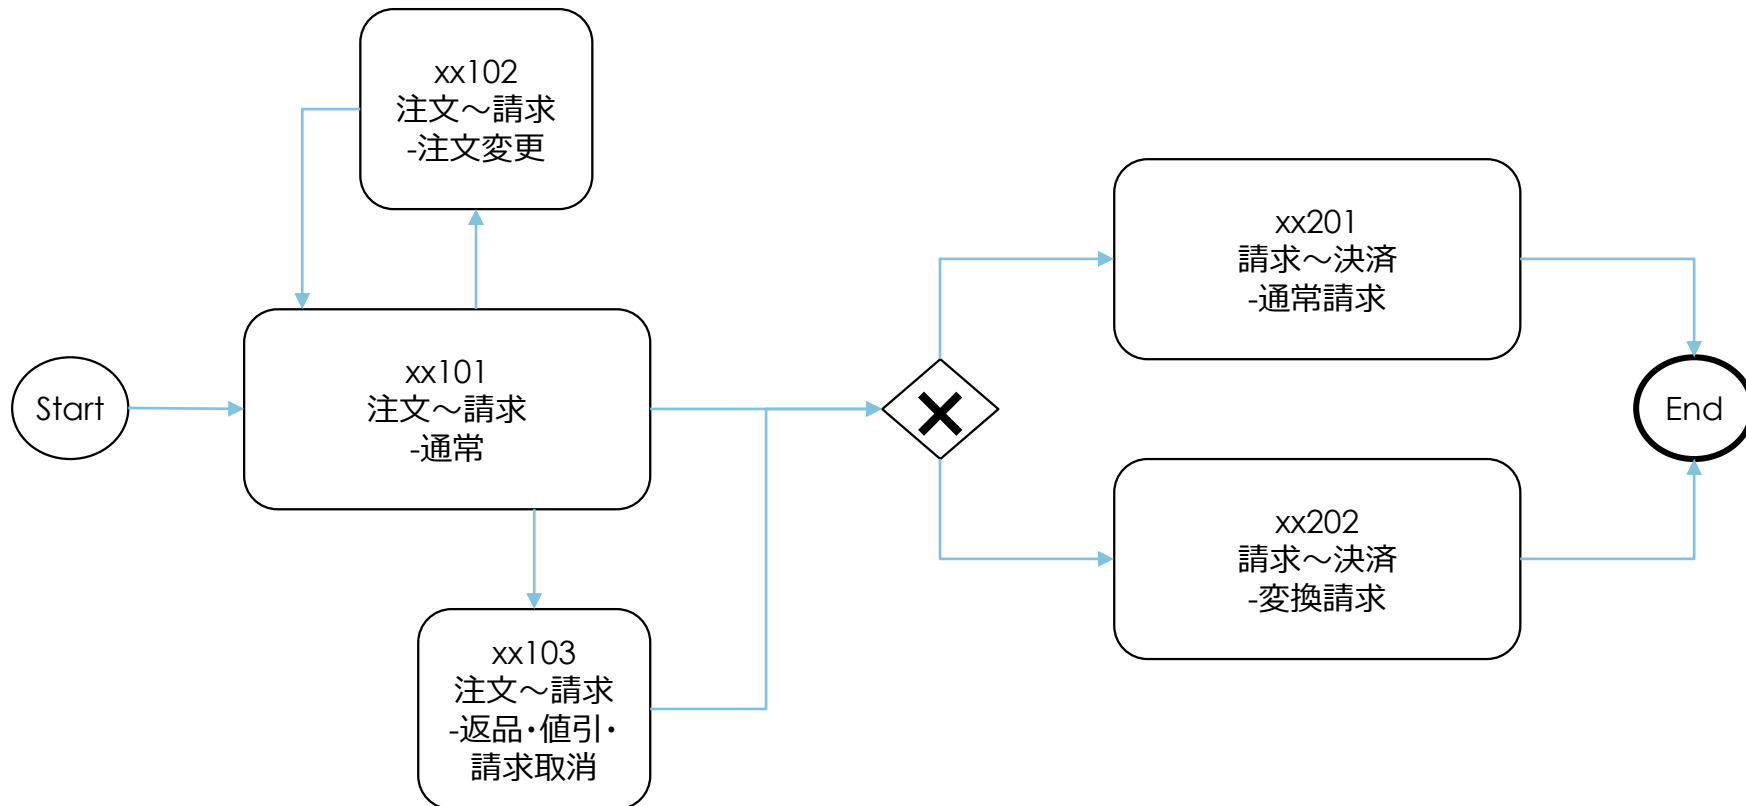 xx102
注文～請求
-注文変更
xx201
請求～決済
-通常請求
Start
xx101
注文～請求
-通常
End
xx202
請求～決済
-変換請求
xx103
注文～請求
-返品･値引･
請求取消